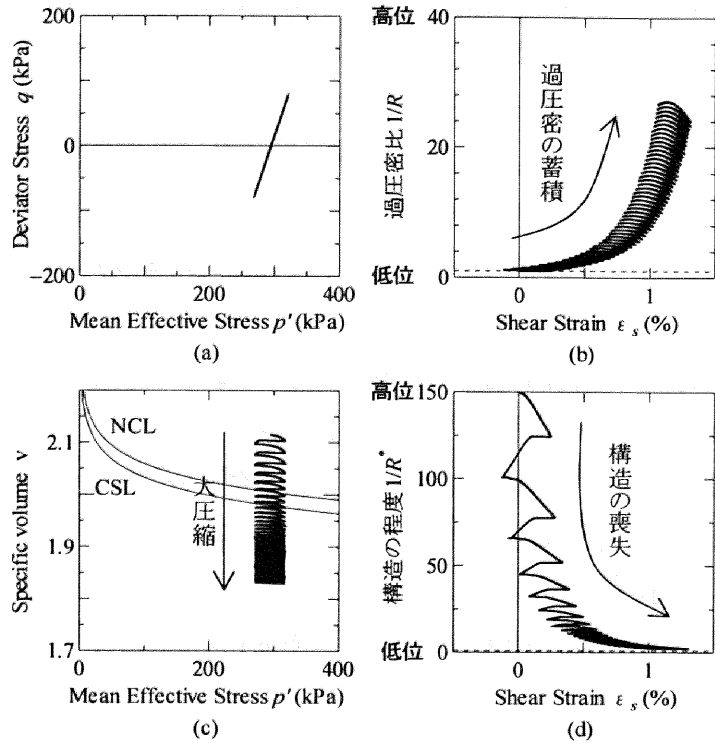 200
100
0
-100
-200
Deviator Stress q (kPa)
0
200
400
Mean Effective Stress p′ (kPa)
(a)
高位
40
20
0
低位
過圧密比 1/R
過圧密の蓄積
0
1
Shear Strain εs (%)
(b)
2.1
1.9
1.7
Specific volume v
NCL
CSL
大圧縮
0
200
400
Mean Effective Stress p′ (kPa)
(c)
高位
150
100
50
0
低位
構造の程度 1/R*
構造の喪失
0
1
Shear Strain εs (%)
(d)